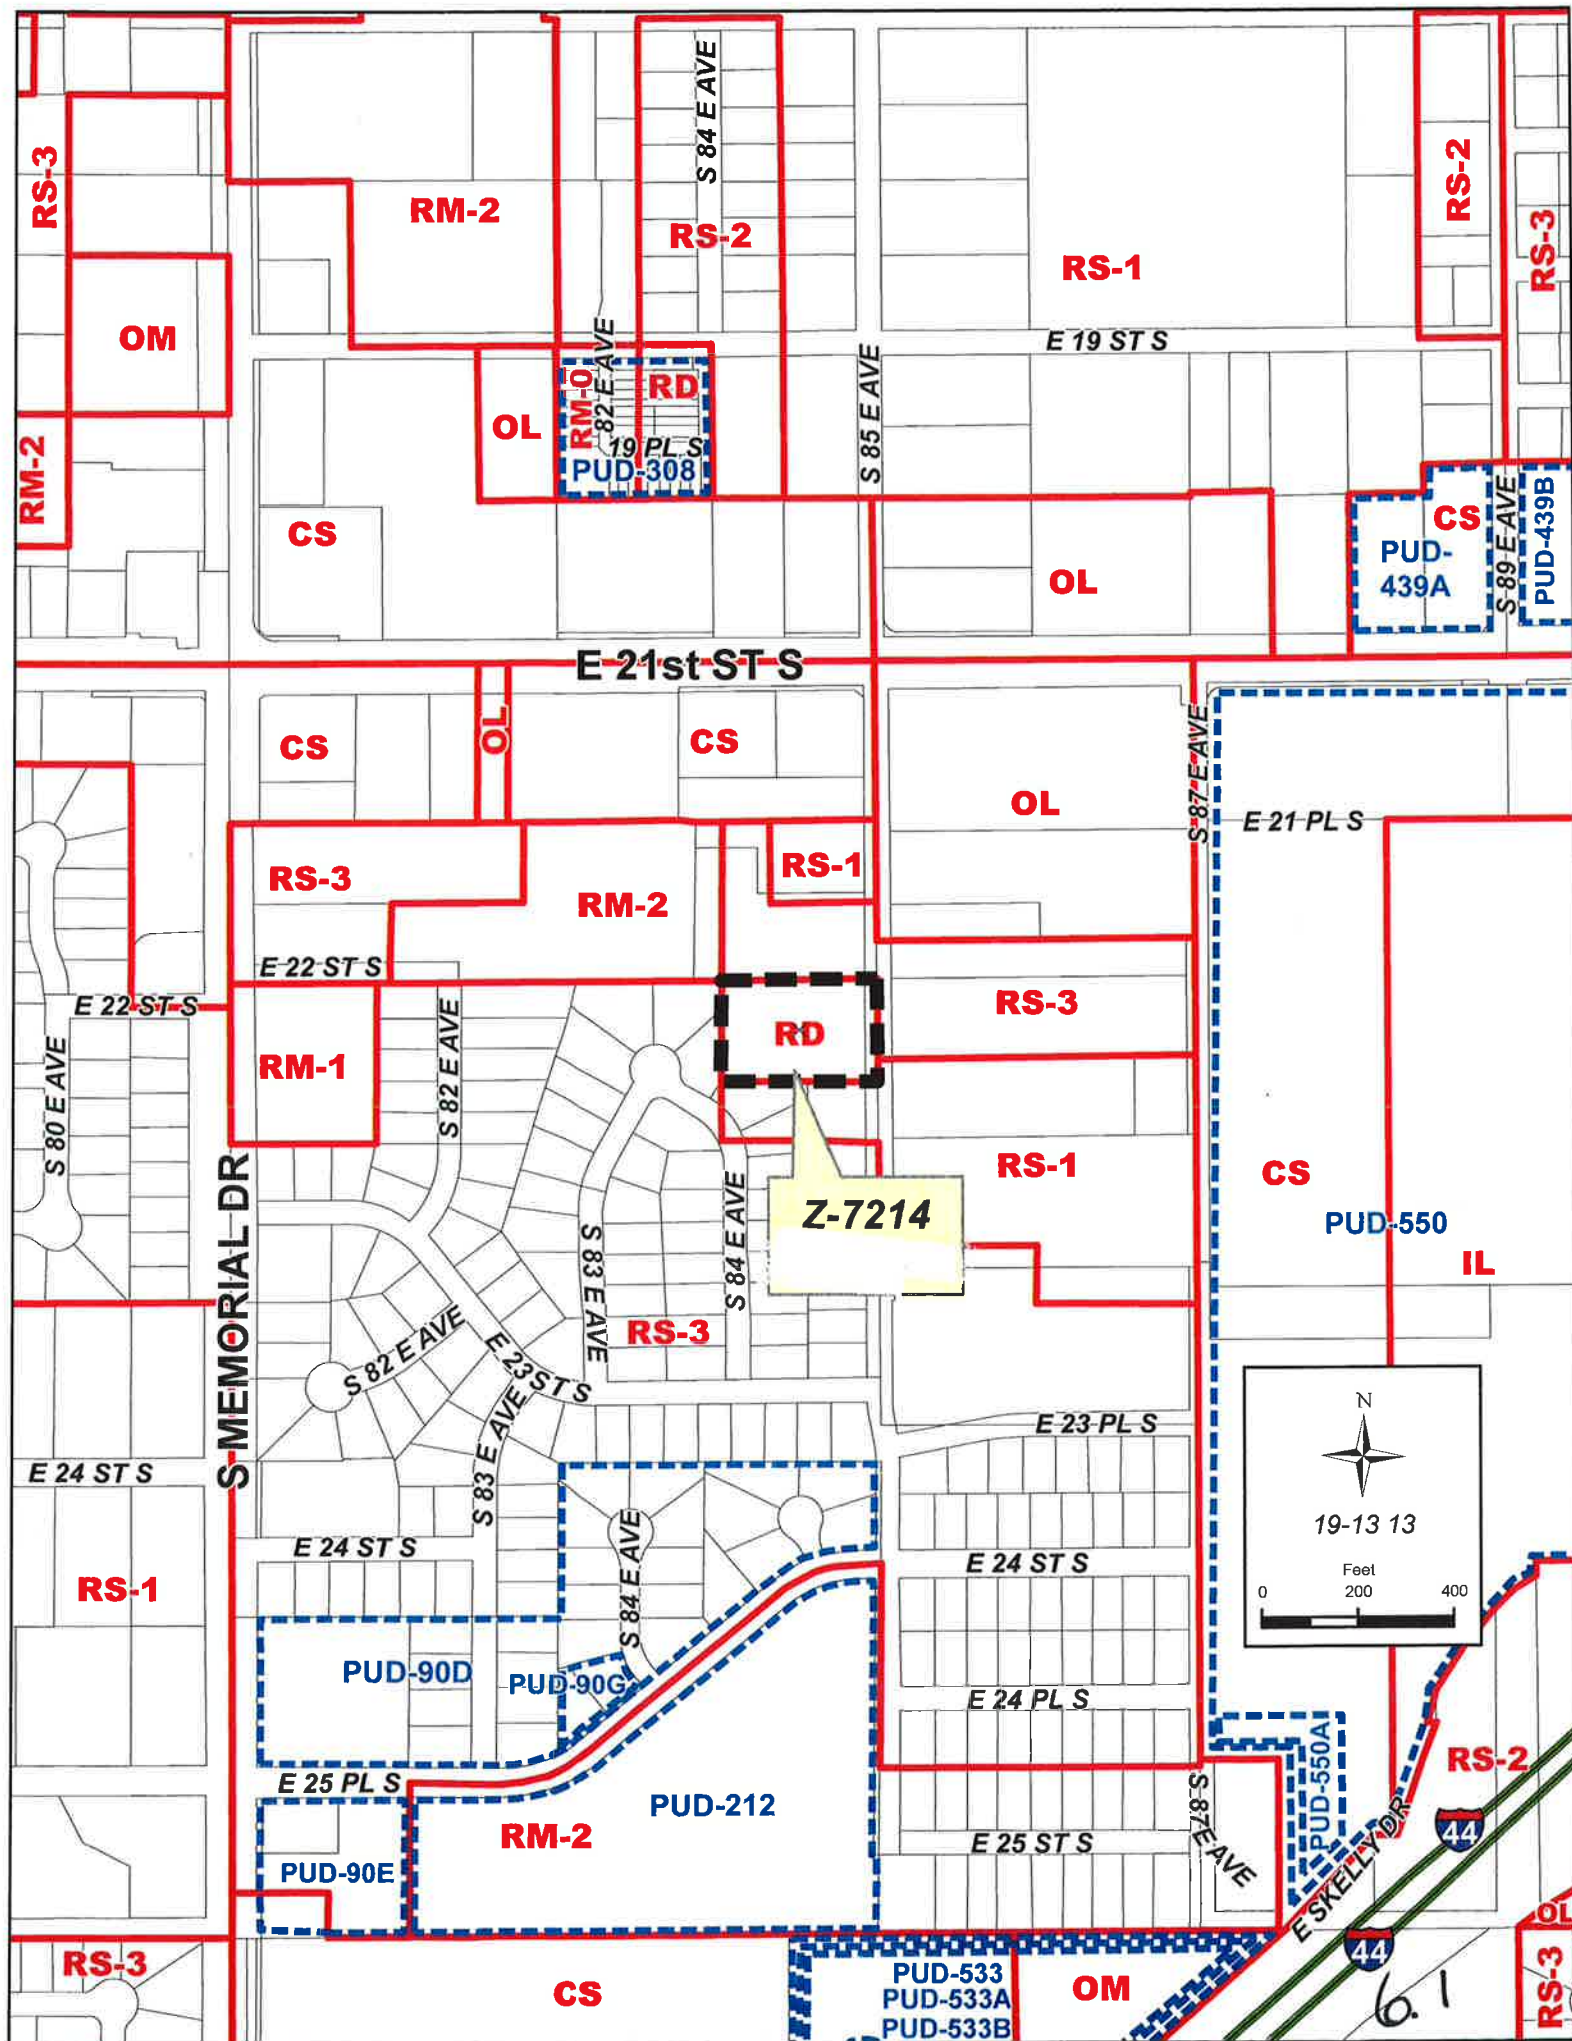 S 84 E AVE
RS-3
RM-2
RS-2
RS-2
RS-3
RS-1
OM
E 19 ST S
82 E AVE
S 85 E AVE
RM-0
RD
OL
19 PL S
PUD-308
RM-2
CS
CS
S 89 E AVE
PUD-439B
PUD-
439A
OL
E 21st ST S
OL
CS
CS
S 87 E AVE
OL
E 21 PL S
RS-3
RS-1
RM-2
E 22 ST S
E 22 ST S
RS-3
S 82 E AVE
RD
RM-1
S 80 E AVE
RS-1
CS
Z-7214
S 84 E AVE
PUD-550
S MEMORIAL DR
S 83 E AVE
IL
RS-3
S 82 E AVE
E 23 ST S
N
E 23 PL S
S 83 E AVE
E 24 ST S
19-13 13
E 24 ST S
E 24 ST S
S 84 E AVE
Feet
0 200 400
RS-1
PUD-90D
PUD-90G
E 24 PL S
RS-2
E 25 PL S
PUD-550A
PUD-212
S 87 E AVE
RM-2
E 25 ST S
44
PUD-90E
E SKELLY DR
OL
44
RS-3
PUD-533
OM
CS
PUD-533A
RS-3
PUD-533B
6.1